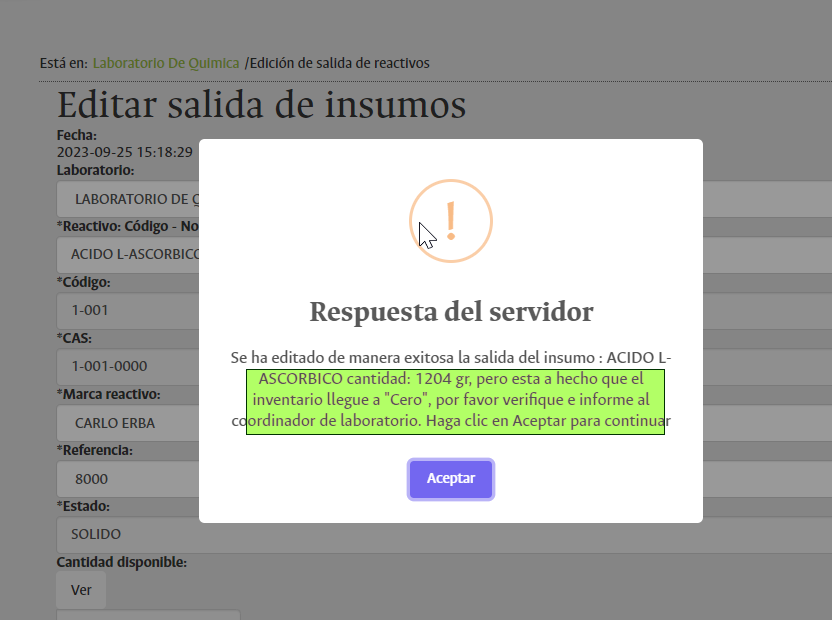 Está en: Laboratorio De Quimica /Edición de salida de reactivos
Editar salida de insumos
Fecha:
2023-09-25 15:18:29
Laboratorio:
LABORATORIO DE
*Reactivo: Código - No
ACIDO L-ASCORBICO
*Código:
1-001
*CAS:
1-001-0000
*Marca reactivo:
CARLO ERBA
*Referencia:
8000
*Estado:
SOLIDO
Cantidad disponible:
Ver
!
Respuesta del servidor
Se ha editado de manera exitosa la salida del insumo : ACIDO L-
ASCORBICO cantidad: 1204 gr, pero esta a hecho que el
inventario llegue a "Cero", por favor verifique e informe al
coordinador de laboratorio. Haga clic en Aceptar para continuar
Aceptar